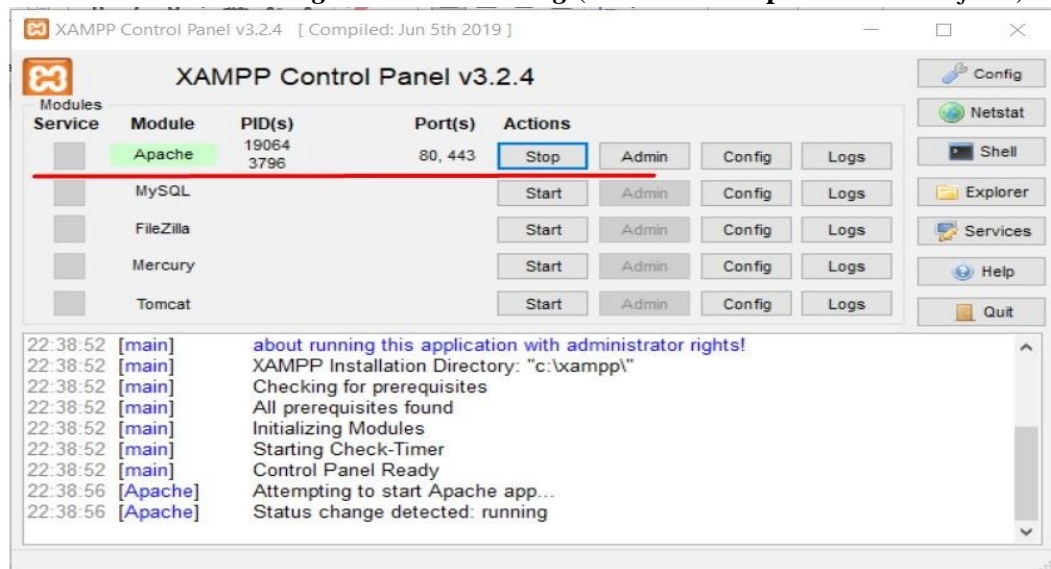 XAMPP Control Panel v3.2.4 [ Compiled: Jun 5th 2019 ]
XAMPP Control Panel v3.2.4
Config
Modules
Service Module PID(s) Port(s) Actions
Netstat
Apache 19064 3796 80, 443 Stop Admin Config Logs
Shell
MySQL Start Admin Config Logs
Explorer
FileZilla Start Admin Config Logs
Services
Mercury Start Admin Config Logs
Help
Tomcat Start Admin Config Logs
Quit
22:38:52 [main] about running this application with administrator rights!
22:38:52 [main] XAMPP Installation Directory: "c:\xampp\"
22:38:52 [main] Checking for prerequisites
22:38:52 [main] All prerequisites found
22:38:52 [main] Initializing Modules
22:38:52 [main] Starting Check-Timer
22:38:52 [main] Control Panel Ready
22:38:56 [Apache] Attempting to start Apache app...
22:38:56 [Apache] Status change detected: running